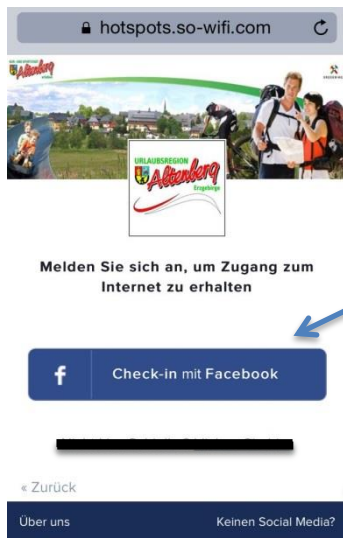 hotspots.so-wifi.com
Altenberg
URLAUBSREGION
Altenberg
Erzgebirge
Melden Sie sich an, um Zugang zum
Internet zu erhalten
f Check-in mit Facebook
« Zurück
Über uns Keinen Social Media?